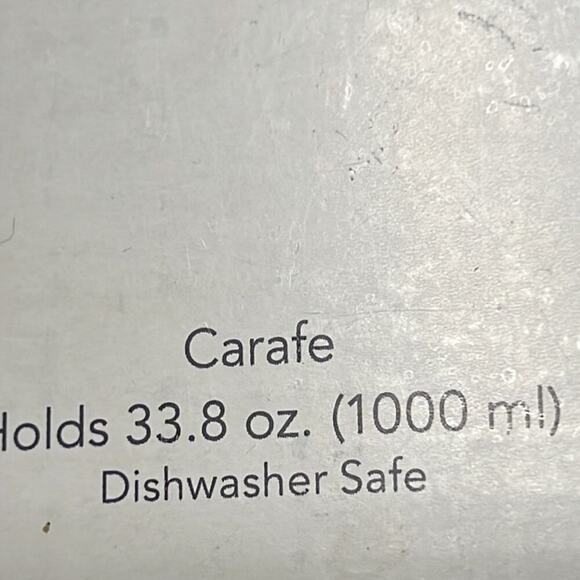 Carafe
Holds 33.8 oz. (1000 ml)
Dishwasher Safe